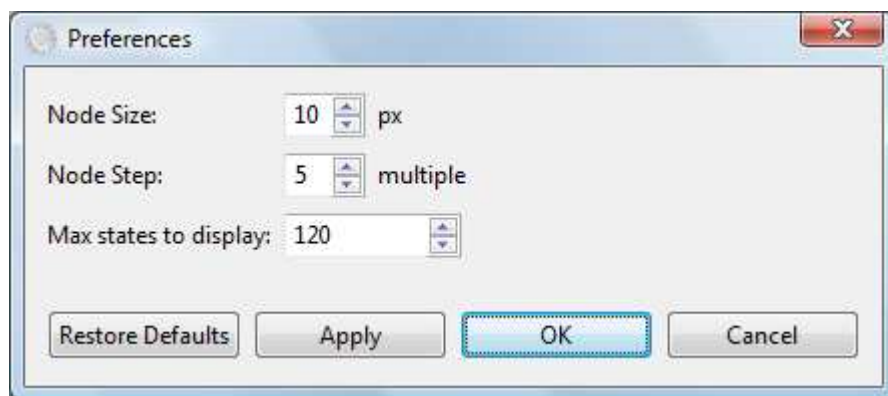 Preferences
Node Size: 10 px
Node Step: 5 multiple
Max states to display: 120
Restore Defaults Apply OK Cancel